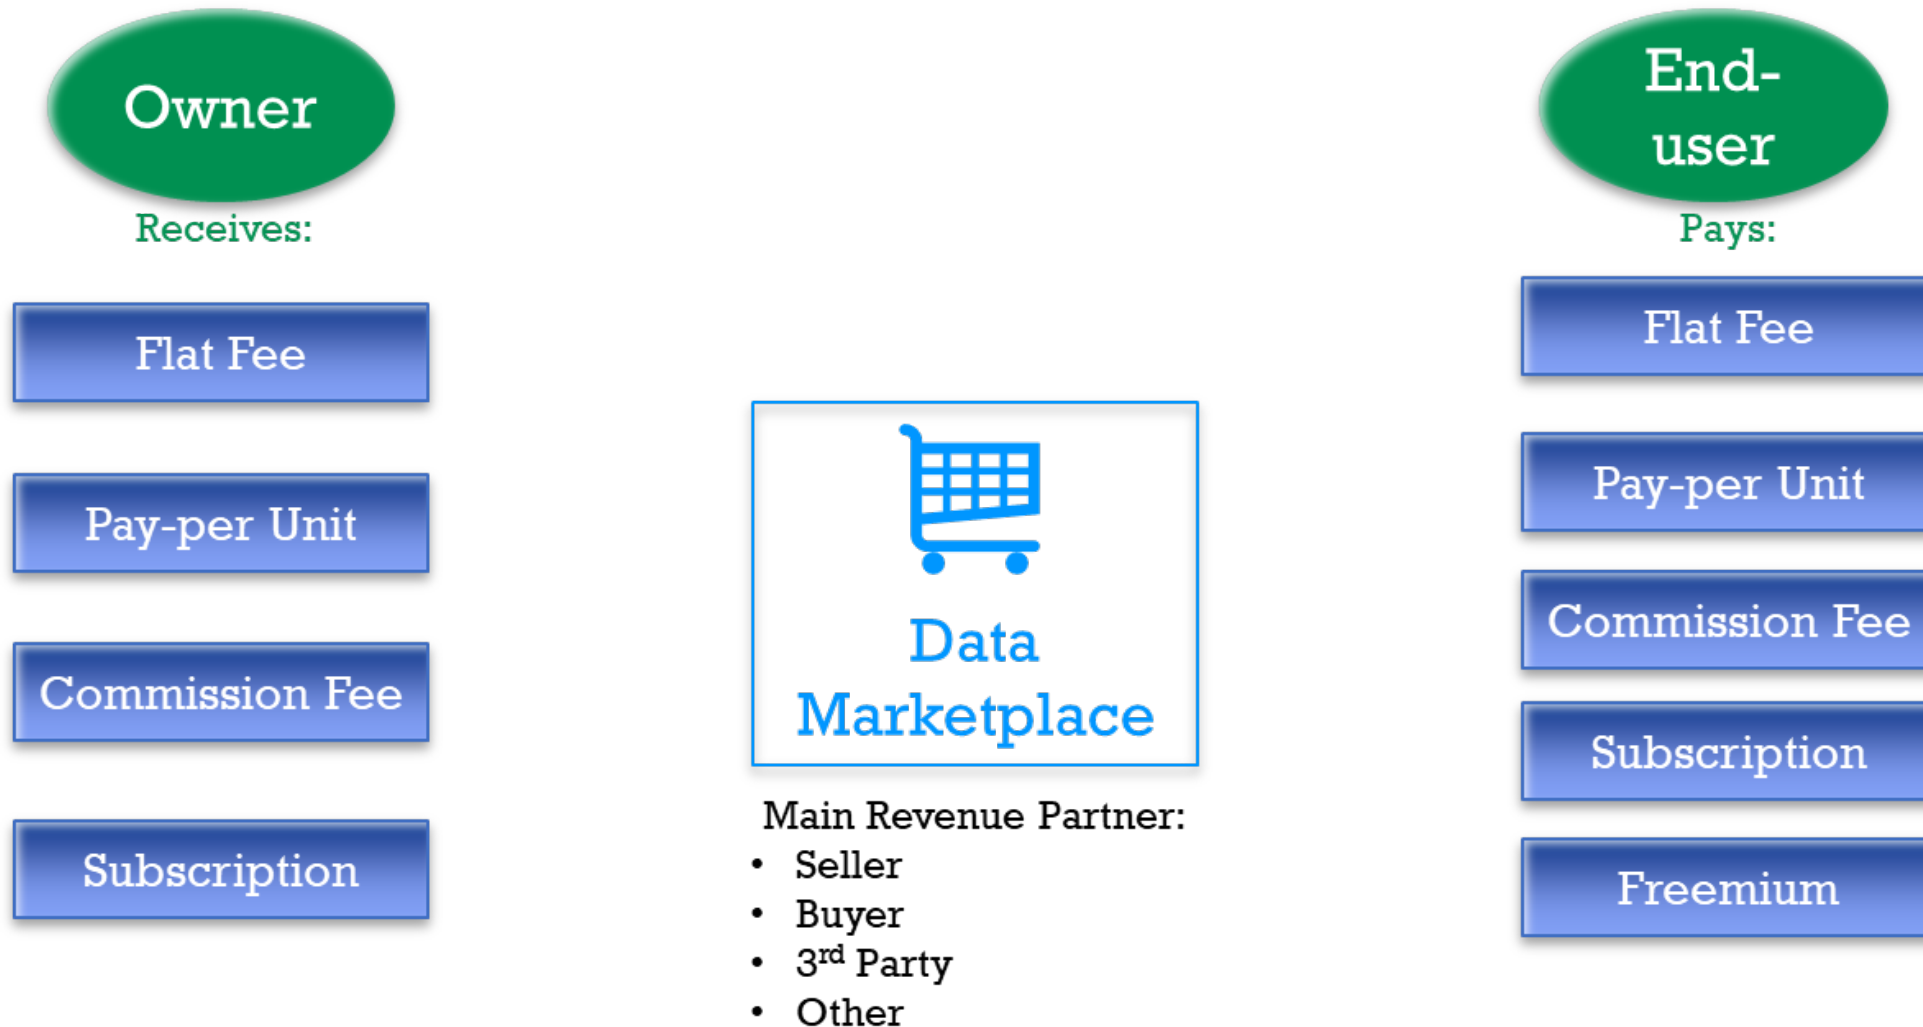 Owner
Receives:
Flat Fee
Pay-per Unit
Commission Fee
Subscription
Data
Marketplace
Main Revenue Partner:
• Seller
• Buyer
• 3rd Party
• Other
End-
user
Pays:
Flat Fee
Pay-per Unit
Commission Fee
Subscription
Freemium